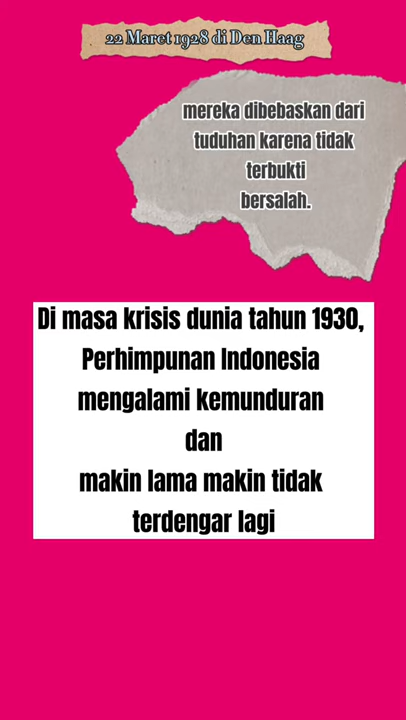 22 Maret 1928 di Den Haag
mereka dibebaskan dari
tuduhan karena tidak
terbukti
bersalah.
Di masa krisis dunia tahun 1930,
Perhimpunan Indonesia
mengalami kemunduran
dan
makin lama makin tidak
terdengar lagi